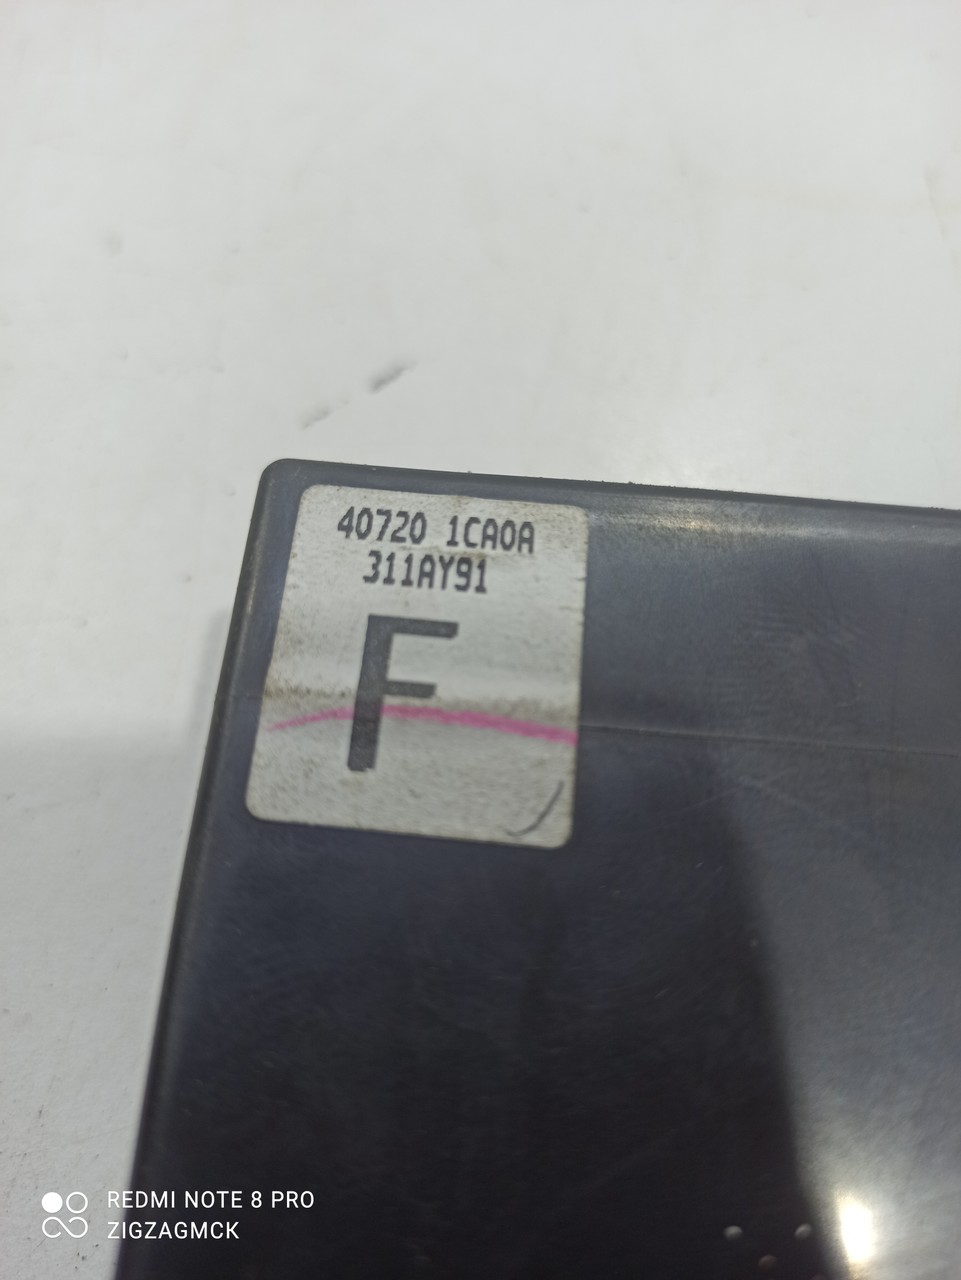 40720 1CA0A
311AY91
F
REDMI NOTE 8 PRO
ZIGZAGMCK